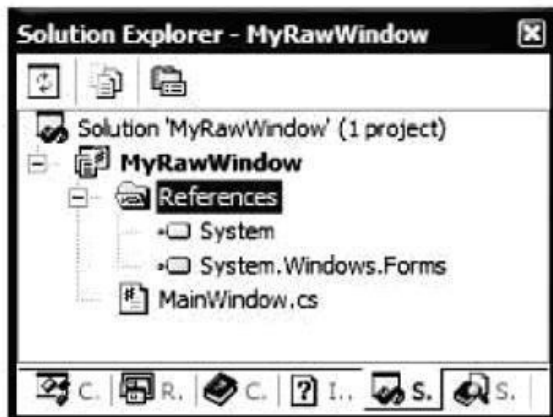 Solution Explorer - MyRawWindow
Solution 'MyRawWindow' (1 project)
MyRawWindow
References
System
System.Windows.Forms
MainWindow.cs
C. R. C. I.. S. S.